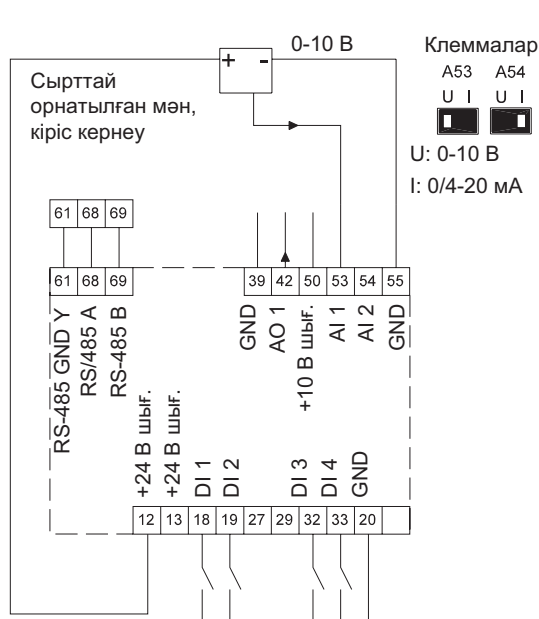 0-10 В
Клеммалар
A53 A54
U I U I
U: 0-10 В
I: 0/4-20 мА
+ -
Сырттай
орнатылған мән,
кіріс кернеу
61 68 69
61 68 69
39 42 50 53 54 55
RS-485 GND Y
RS/485 A
RS-485 B
GND
AO 1
+10 В шығ.
AI 1
AI 2
GND
+24 В шығ.
+24 В шығ.
DI 1
DI 2
DI 3
DI 4
GND
12 13 18 19 27 29 32 33 20